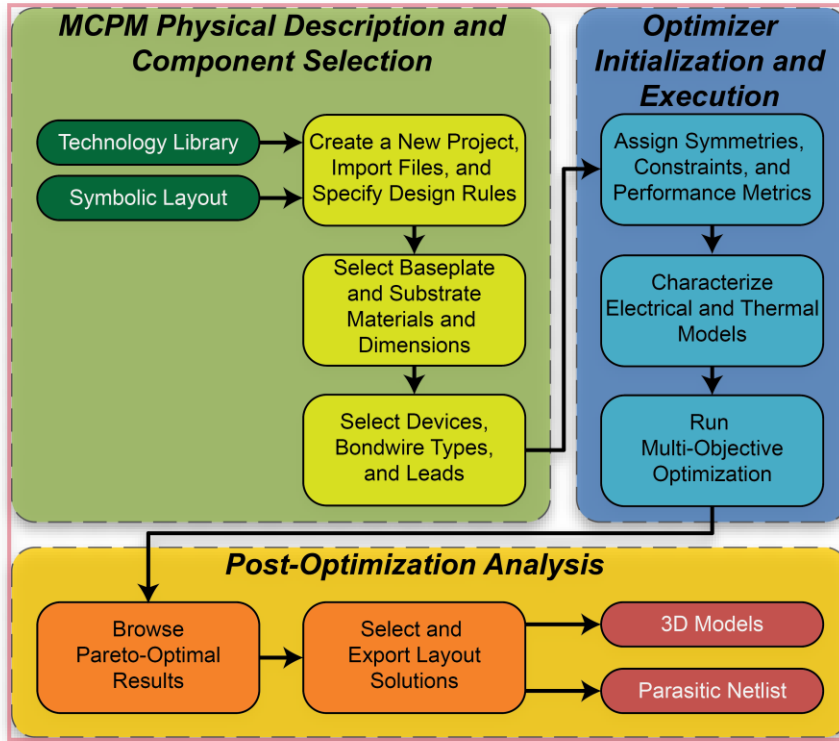 MCPM Physical Description and
Component Selection
Technology Library
Symbolic Layout
Create a New Project,
Import Files, and
Specify Design Rules
Select Baseplate
and Substrate
Materials and
Dimensions
Select Devices,
Bondwire Types,
and Leads
Optimizer
Initialization and
Execution
Assign Symmetries,
Constraints, and
Performance Metrics
Characterize
Electrical and Thermal
Models
Run
Multi-Objective
Optimization
Post-Optimization Analysis
Browse
Pareto-Optimal
Results
Select and
Export Layout
Solutions
3D Models
Parasitic Netlist